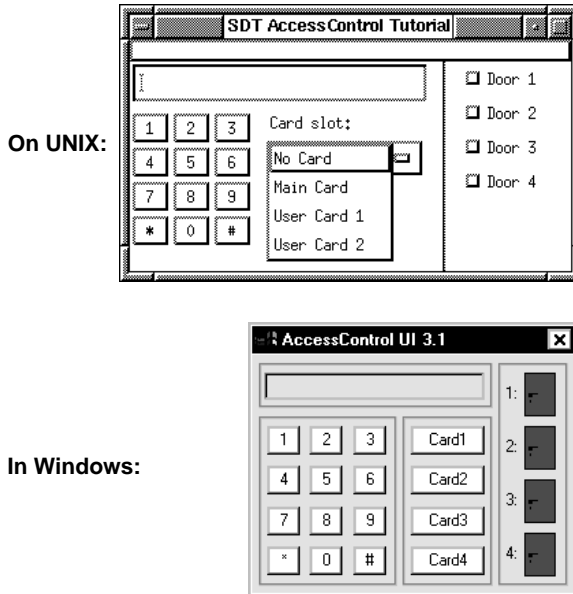 SDT AccessControl Tutorial
On UNIX:
1 2 3
4 5 6
7 8 9
* 0 #
Card slot:
No Card
Main Card
User Card 1
User Card 2
Door 1
Door 2
Door 3
Door 4
In Windows:
AccessControl UI 3.1
1 2 3
4 5 6
7 8 9
* 0 #
Card1
Card2
Card3
Card4
1:
2:
3:
4: